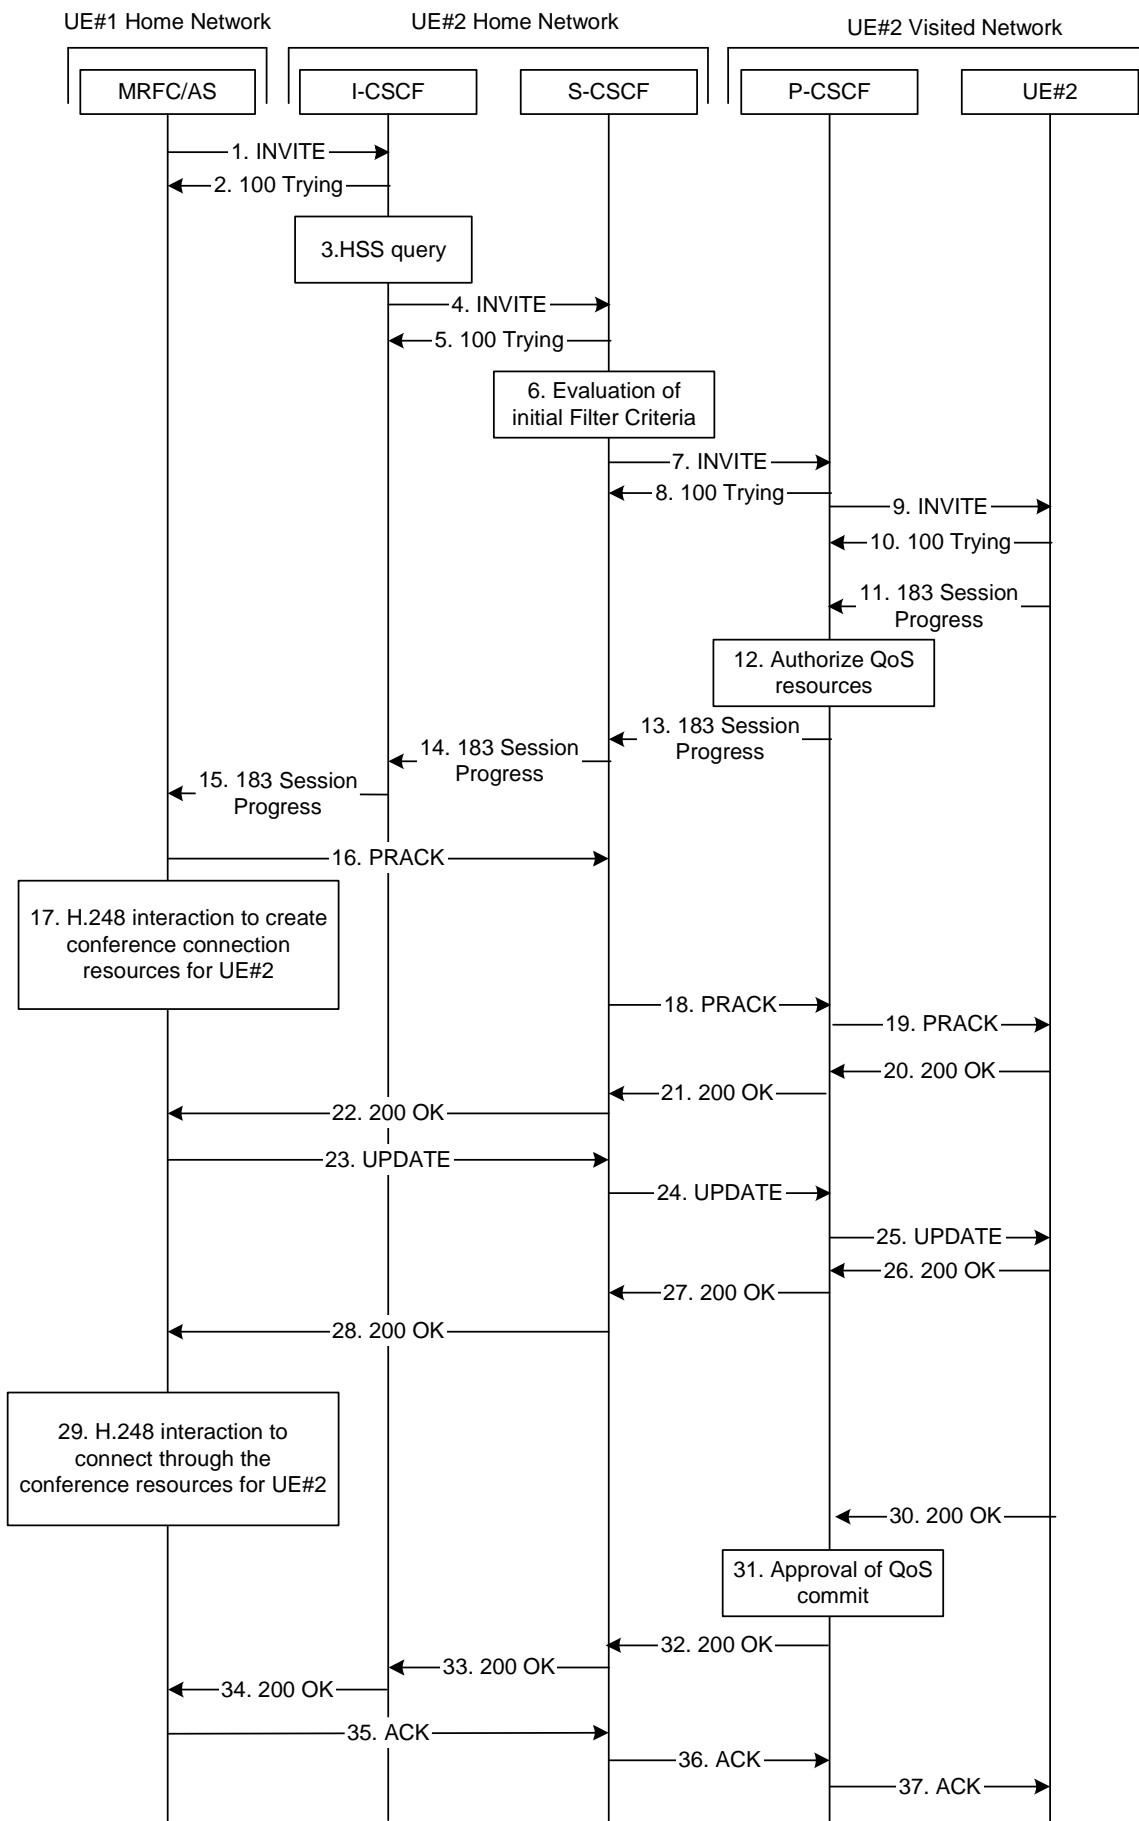 UE#1 Home Network
UE#2 Home Network
UE#2 Visited Network
MRFC/AS
I-CSCF
S-CSCF
P-CSCF
UE#2
1. INVITE
2. 100 Trying
3.HSS query
4. INVITE
5. 100 Trying
6. Evaluation of
initial Filter Criteria
7. INVITE
8. 100 Trying
9. INVITE
10. 100 Trying
11. 183 Session
Progress
12. Authorize QoS
resources
13. 183 Session
Progress
14. 183 Session
Progress
15. 183 Session
Progress
16. PRACK
17. H.248 interaction to create
conference connection
resources for UE#2
18. PRACK
19. PRACK
20. 200 OK
21. 200 OK
22. 200 OK
23. UPDATE
24. UPDATE
25. UPDATE
26. 200 OK
27. 200 OK
28. 200 OK
29. H.248 interaction to
connect through the
conference resources for UE#2
30. 200 OK
31. Approval of QoS
commit
32. 200 OK
33. 200 OK
34. 200 OK
35. ACK
36. ACK
37. ACK